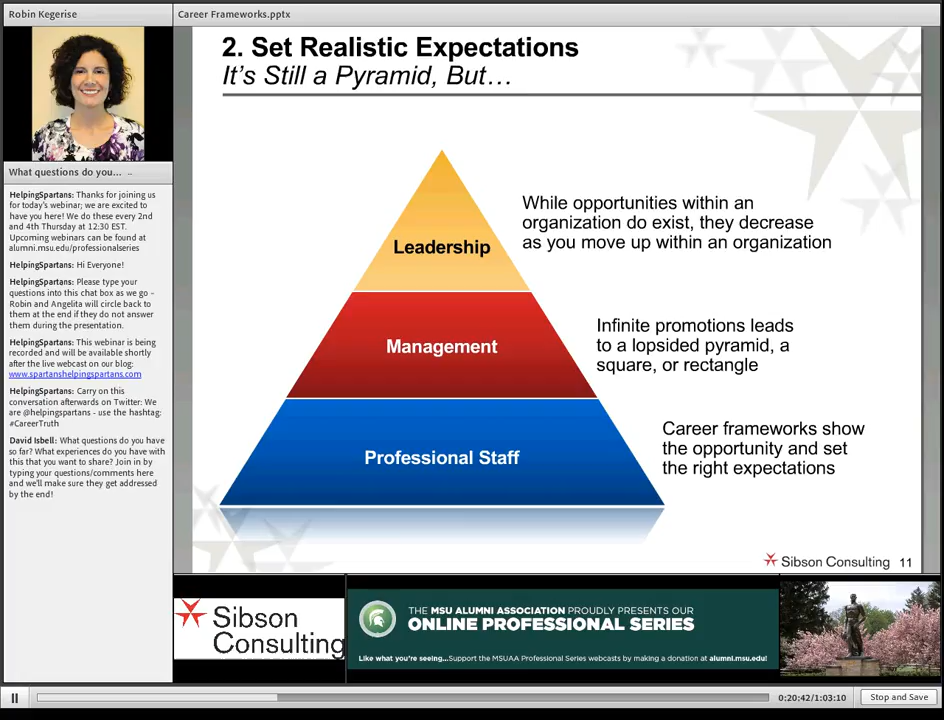 Robin Kegerise
Career Frameworks.pptx
What questions do you...
HelpingSpartans: Thanks for joining us
for today's webinar; we are excited to
have you here! We do these every 2nd
and 4th Thursday at 12:30 EST.
Upcoming webinars can be found at
alumni.msu.edu/professionalseries
HelpingSpartans: Hi Everyone!
HelpingSpartans: Please type your
questions into this chat box as we go -
Robin and Angelita will circle back to
them at the end if they do not answer
them during the presentation.
HelpingSpartans: This webinar is being
recorded and will be available shortly
after the live webcast on our blog:
www.spartanshelpingspartans.com
HelpingSpartans: Carry on this
conversation afterwards on Twitter: We
are @helpingspartans - use the hashtag:
#CareerTruth
David Isbell: What questions do you have
so far? What experiences do you have with
this that you want to share? Join in by
typing your questions/comments here
and we'll make sure they get addressed
by the end!
2. Set Realistic Expectations
It's Still a Pyramid, But…
Leadership
While opportunities within an
organization do exist, they decrease
as you move up within an organization
Management
Infinite promotions leads
to a lopsided pyramid, a
square, or rectangle
Professional Staff
Career frameworks show
the opportunity and set
the right expectations
Sibson Consulting 11
Sibson
Consulting
THE MSU ALUMNI ASSOCIATION PROUDLY PRESENTS OUR
ONLINE PROFESSIONAL SERIES
Like what you're seeing...Support the MSUAA Professional Series webcasts by making a donation at alumni.msu.edu!
0:20:42/1:03:10
Stop and Save